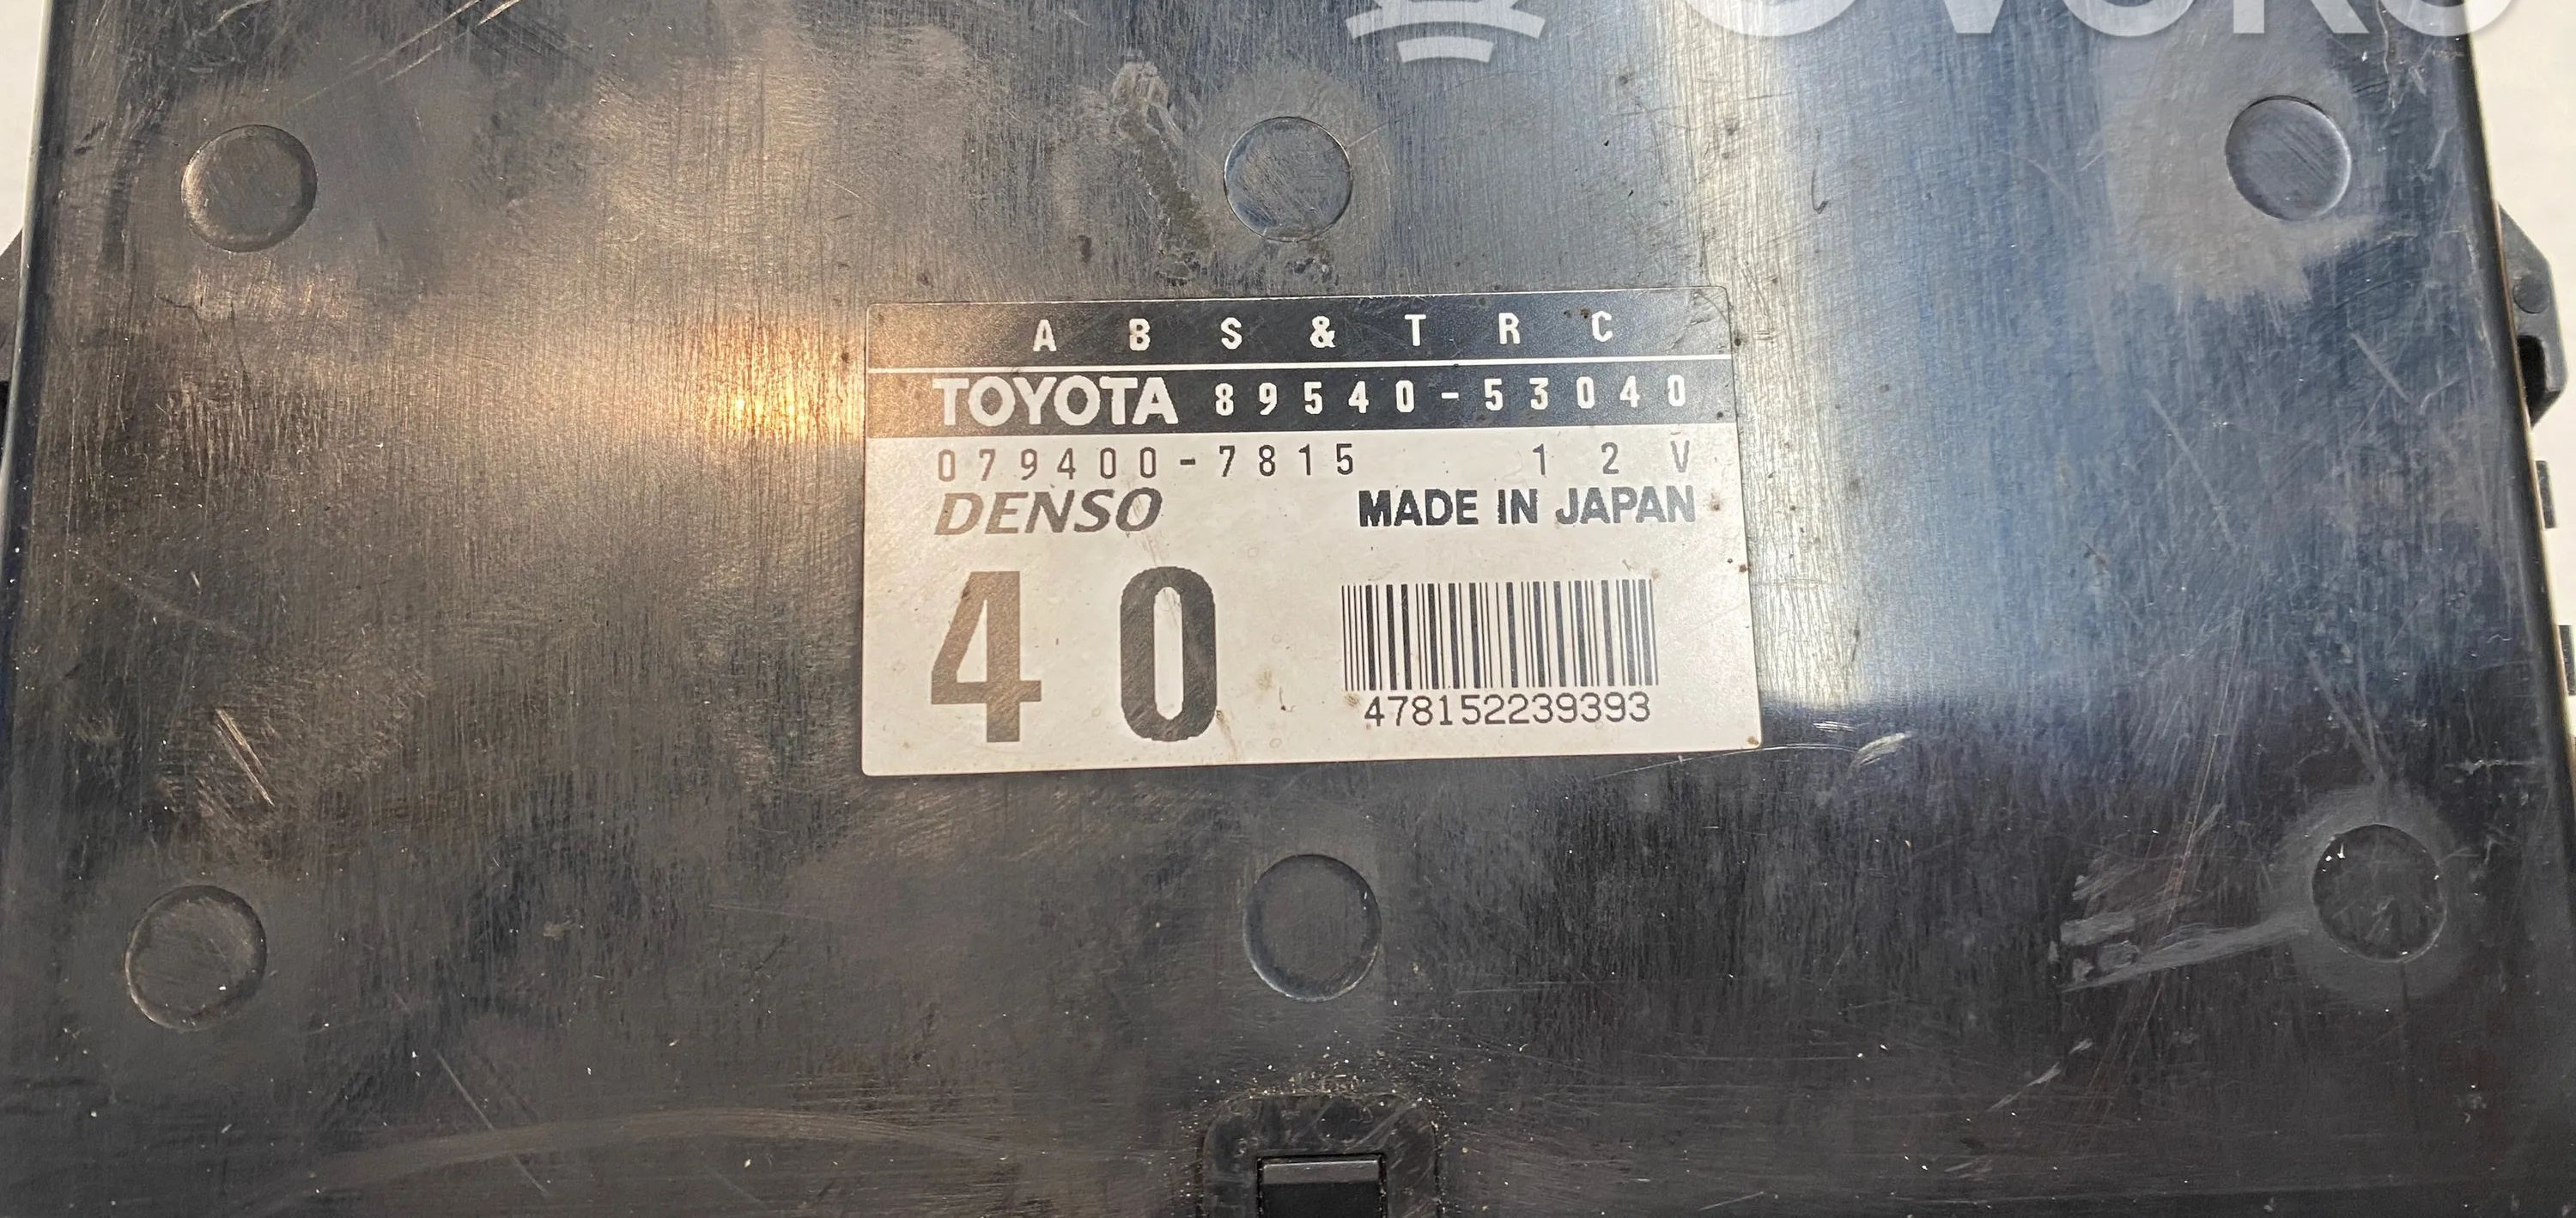 A B S & T R C
TOYOTA 89540-53040
079400-7815 12V
DENSO MADE IN JAPAN
40
478152239393